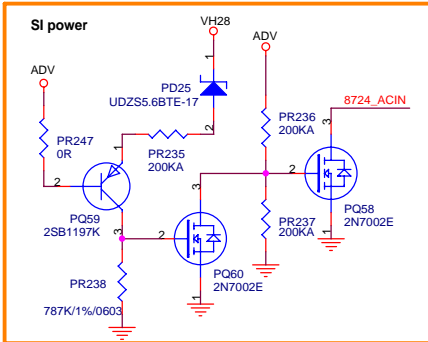 SI power
VH28
ADV
ADV
1
PD25
UDZS5.6BTE-17
2
8724_ACIN
PR247
0R
PR235
200KA
PR236
200KA
1
2
3
3
2
2
PQ59
2SB1197K
3
1
PR237
200KA
PQ58
2N7002E
PR238
787K/1%/0603
1
PQ60
2N7002E